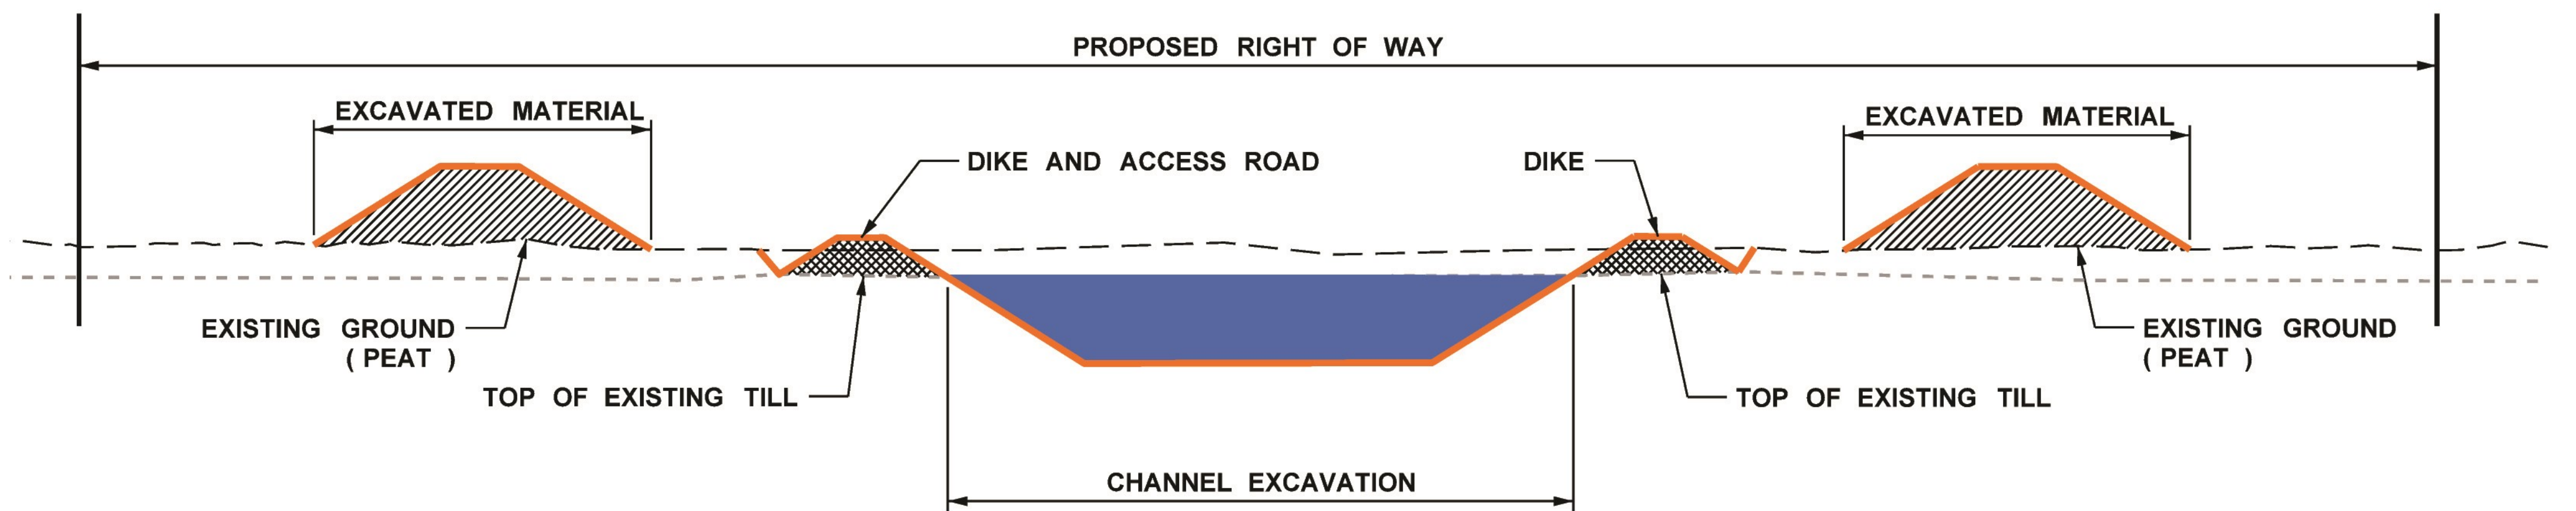 PROPOSED RIGHT OF WAY
EXCAVATED MATERIAL
EXCAVATED MATERIAL
DIKE AND ACCESS ROAD
DIKE
EXISTING GROUND
( PEAT )
EXISTING GROUND
( PEAT )
TOP OF EXISTING TILL
TOP OF EXISTING TILL
CHANNEL EXCAVATION